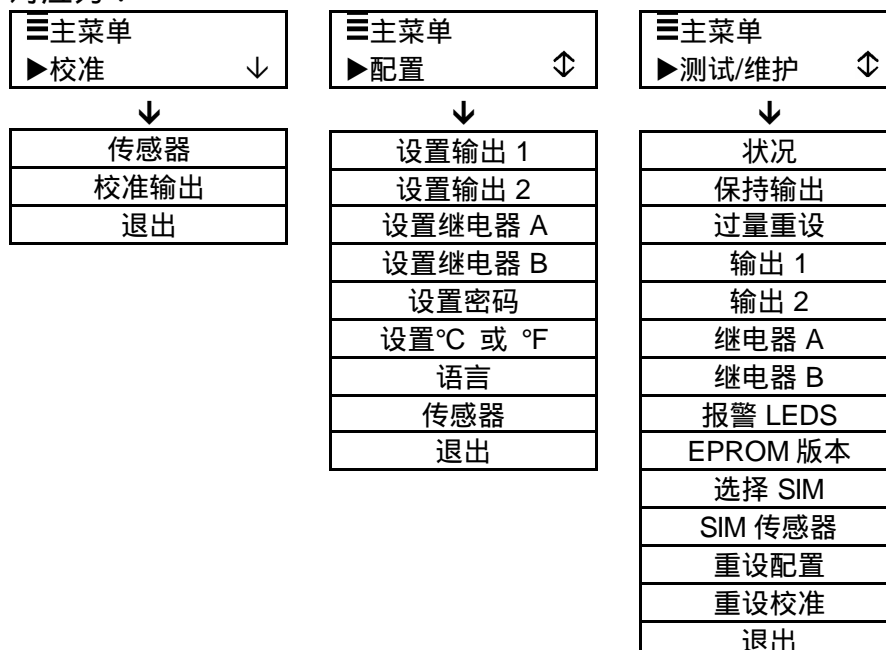 主菜单
▶校准 ↓
↓
传感器
校准输出
退出
主菜单
▶配置 ↕
↓
设置输出 1
设置输出 2
设置继电器 A
设置继电器 B
设置密码
设置°C 或 °F
语言
传感器
退出
主菜单
▶测试/维护 ↕
↓
状况
保持输出
过量重设
输出 1
输出 2
继电器 A
继电器 B
报警 LEDS
EPROM 版本
选择 SIM
SIM 传感器
重设配置
重设校准
退出